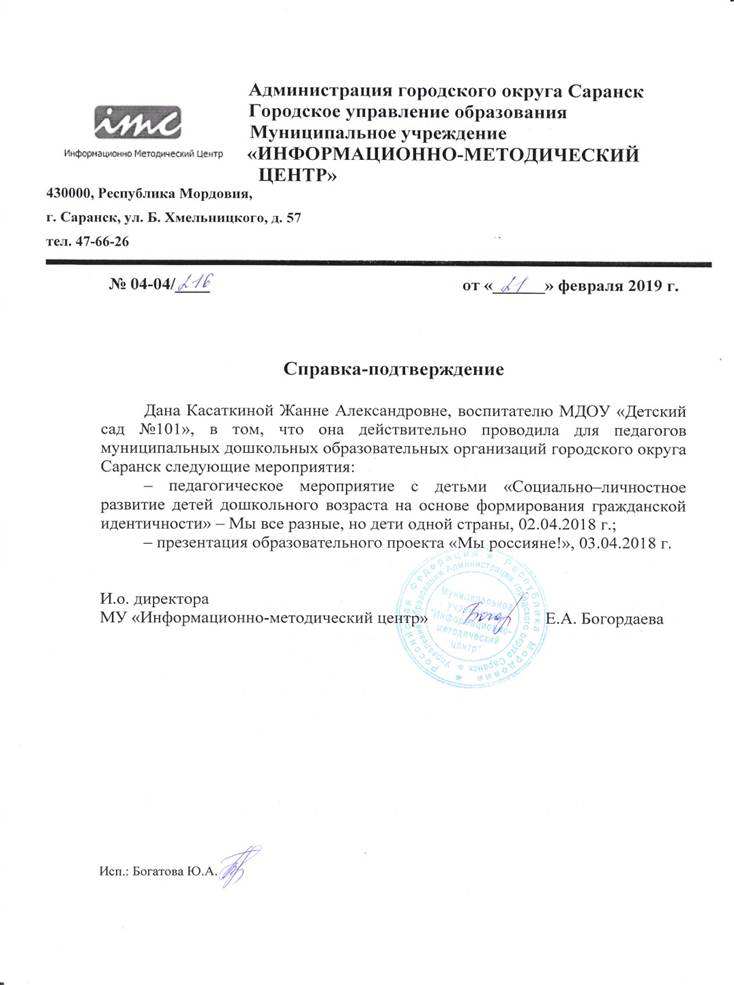 imc
Информационно Методический Центр
Администрация городского округа Саранск
Городское управление образования
Муниципальное учреждение
«ИНФОРМАЦИОННО-МЕТОДИЧЕСКИЙ
ЦЕНТР»
430000, Республика Мордовия,
г. Саранск, ул. Б. Хмельницкого, д. 57
тел. 47-66-26
№ 04-04/216
от «21» февраля 2019 г.
Справка-подтверждение
Дана Касаткиной Жанне Александровне, воспитателю МДОУ «Детский
сад №101», в том, что она действительно проводила для педагогов
муниципальных дошкольных образовательных организаций городского округа
Саранск следующие мероприятия:
– педагогическое мероприятие с детьми «Социально–личностное
развитие детей дошкольного возраста на основе формирования гражданской
идентичности» – Мы все разные, но дети одной страны, 02.04.2018 г.;
– презентация образовательного проекта «Мы россияне!», 03.04.2018 г.
И.о. директора
МУ «Информационно-методический центр»
Е.А. Богордаева
Муниципальное
учреждение
"Информационно-
методический
центр"
Исп.: Богатова Ю.А.